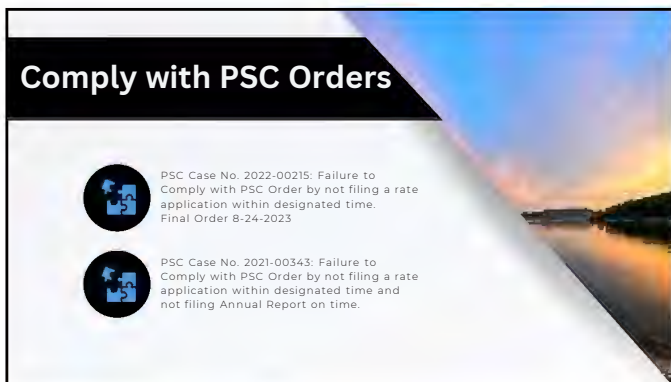 Comply with PSC Orders
PSC Case No. 2022-00215: Failure to
Comply with PSC Order by not filing a rate
application within designated time.
Final Order 8-24-2023
PSC Case No. 2021-00343: Failure to
Comply with PSC Order by not filing a rate
application within designated time and
not filing Annual Report on time.